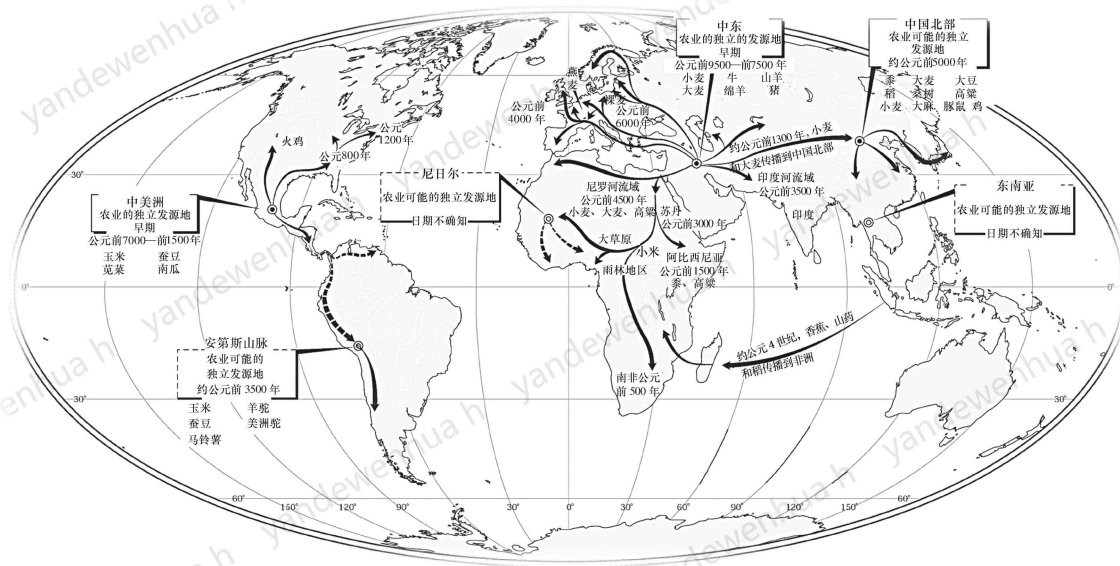 中东
农业的独立的发源地
早期
公元前9500—前7500年
小麦 牛 山羊
大麦 绵羊 猪
中国北部
农业可能的独立
发源地
约公元前5000年
黍 大麦 大豆
稻 桑树 高粱
小麦 大麻 豚鼠 鸡
燕麦
裸麦
公元前
4000年
公元前
6000年
公元
1200年
火鸡
公元800年
约公元前1300年,小麦
和大麦传播到中国北部
30°
30°
尼日尔
农业可能的独立发源地
日期不确知
尼罗河流域
公元前4500年
小麦、大麦、高粱
印度河流域
公元前3500年
印度
东南亚
农业可能的独立发源地
日期不确知
中美洲
农业的独立发源地
早期
公元前7000—前1500年
玉米 蚕豆
苋菜 南瓜
苏丹
公元前3000年
大草原
小米
雨林地区
阿比西尼亚
公元前1500年
黍、高粱
0°
0°
安第斯山脉
农业可能的
独立发源地
约公元前3500年
玉米 羊驼
蚕豆 美洲驼
马铃薯
约公元4世纪,香蕉、山药
和稻传播到非洲
南非公元
前500年
30°
30°
60°
60°
150°
120°
90°
60°
30°
0°
30°
60°
90°
120°
150°
yandewenhua h
yandewenhua h
yandewenhua h
yandewenhua h
yandewenhua h
yandewenhua h
yandewenhua h
yandewenhua h